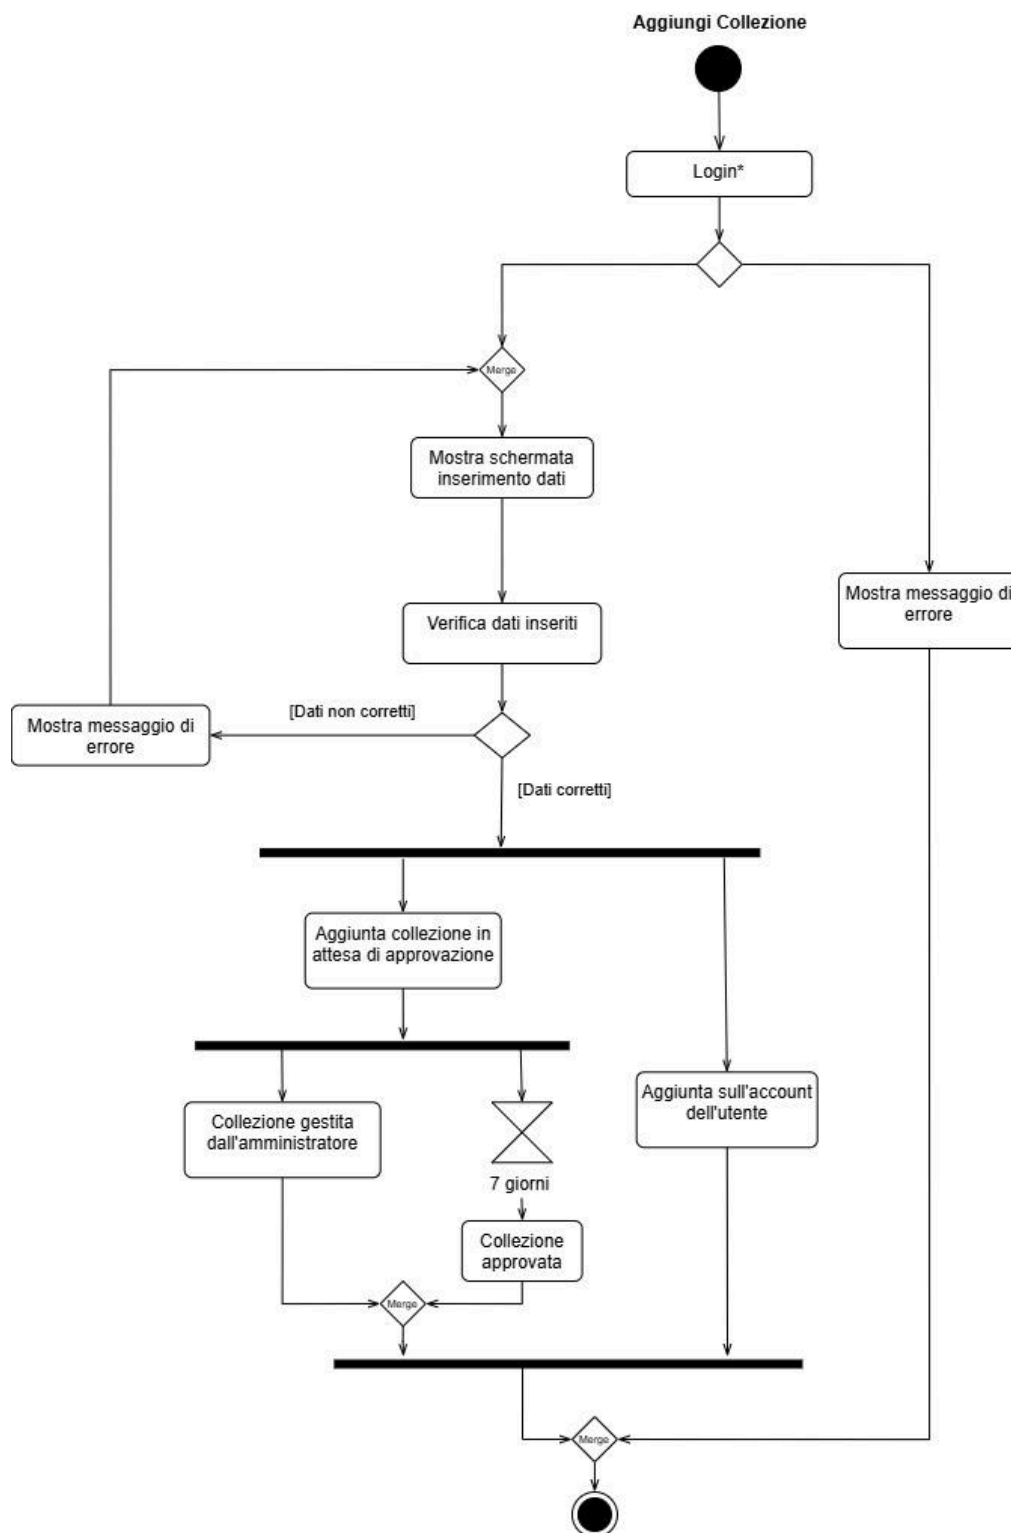 Aggiungi Collezione
Login*
Merge
Mostra schermata
inserimento dati
Mostra messaggio di
errore
Verifica dati inseriti
[Dati non corretti]
Mostra messaggio di
errore
[Dati corretti]
Aggiunta collezione in
attesa di approvazione
Aggiunta sull'account
dell'utente
Collezione gestita
dall'amministratore
7 giorni
Collezione
approvata
Merge
Merge